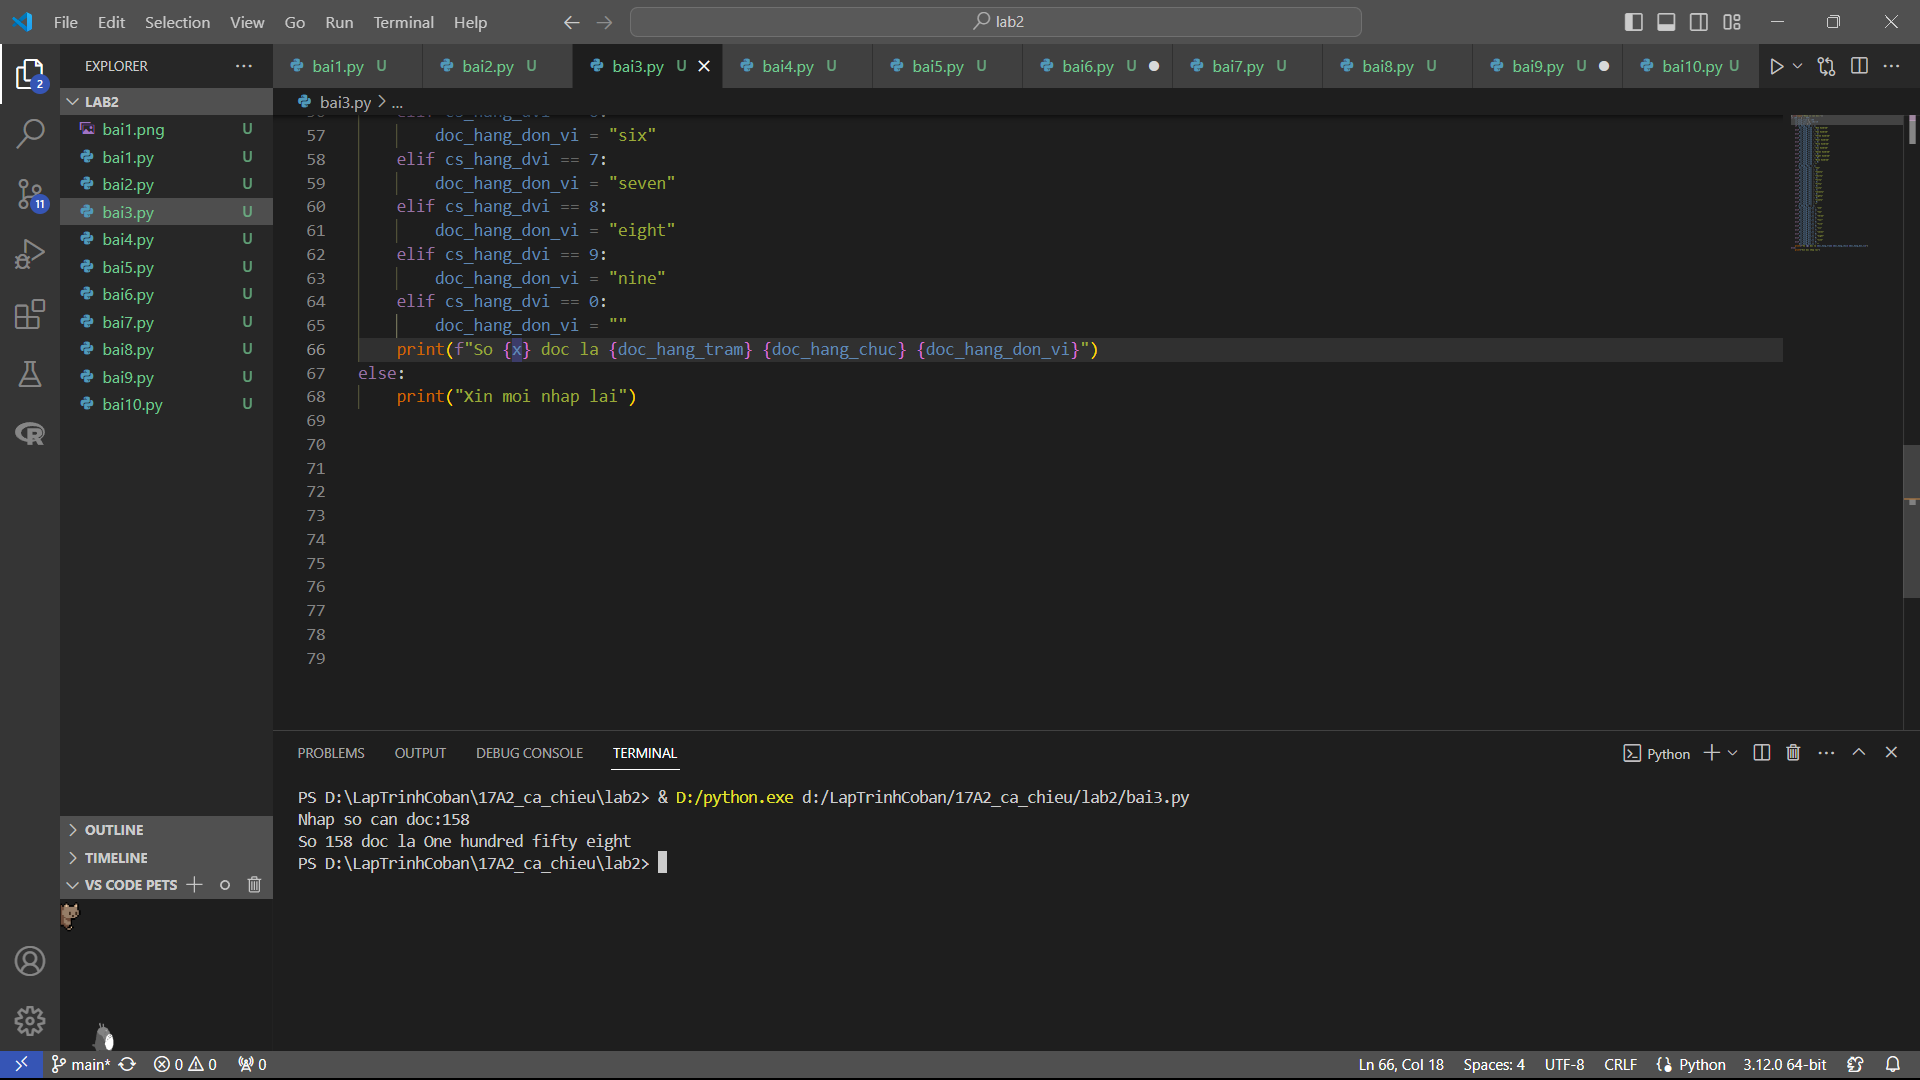 File Edit Selection View Go Run Terminal Help
lab2
EXPLORER
bai1.py U
bai2.py U
bai3.py U
bai4.py U
bai5.py U
bai6.py U
bai7.py U
bai8.py U
bai9.py U
bai10.py U
2
11
LAB2
bai1.png U
bai1.py U
bai2.py U
bai3.py U
bai4.py U
bai5.py U
bai6.py U
bai7.py U
bai8.py U
bai9.py U
bai10.py U
OUTLINE
TIMELINE
VS CODE PETS
bai3.py > ...
57 doc_hang_don_vi = "six"
58 elif cs_hang_dvi == 7:
59 doc_hang_don_vi = "seven"
60 elif cs_hang_dvi == 8:
61 doc_hang_don_vi = "eight"
62 elif cs_hang_dvi == 9:
63 doc_hang_don_vi = "nine"
64 elif cs_hang_dvi == 0:
65 doc_hang_don_vi = ""
66 print(f"So {x} doc la {doc_hang_tram} {doc_hang_chuc} {doc_hang_don_vi}")
67 else:
68 print("Xin moi nhap lai")
69
70
71
72
73
74
75
76
77
78
79
PROBLEMS OUTPUT DEBUG CONSOLE TERMINAL
Python
PS D:\LapTrinhCoban\17A2_ca_chieu\lab2> & D:/python.exe d:/LapTrinhCoban/17A2_ca_chieu/lab2/bai3.py
Nhap so can doc:158
So 158 doc la One hundred fifty eight
PS D:\LapTrinhCoban\17A2_ca_chieu\lab2>
main* 0 0 0
Ln 66, Col 18 Spaces: 4 UTF-8 CRLF Python 3.12.0 64-bit